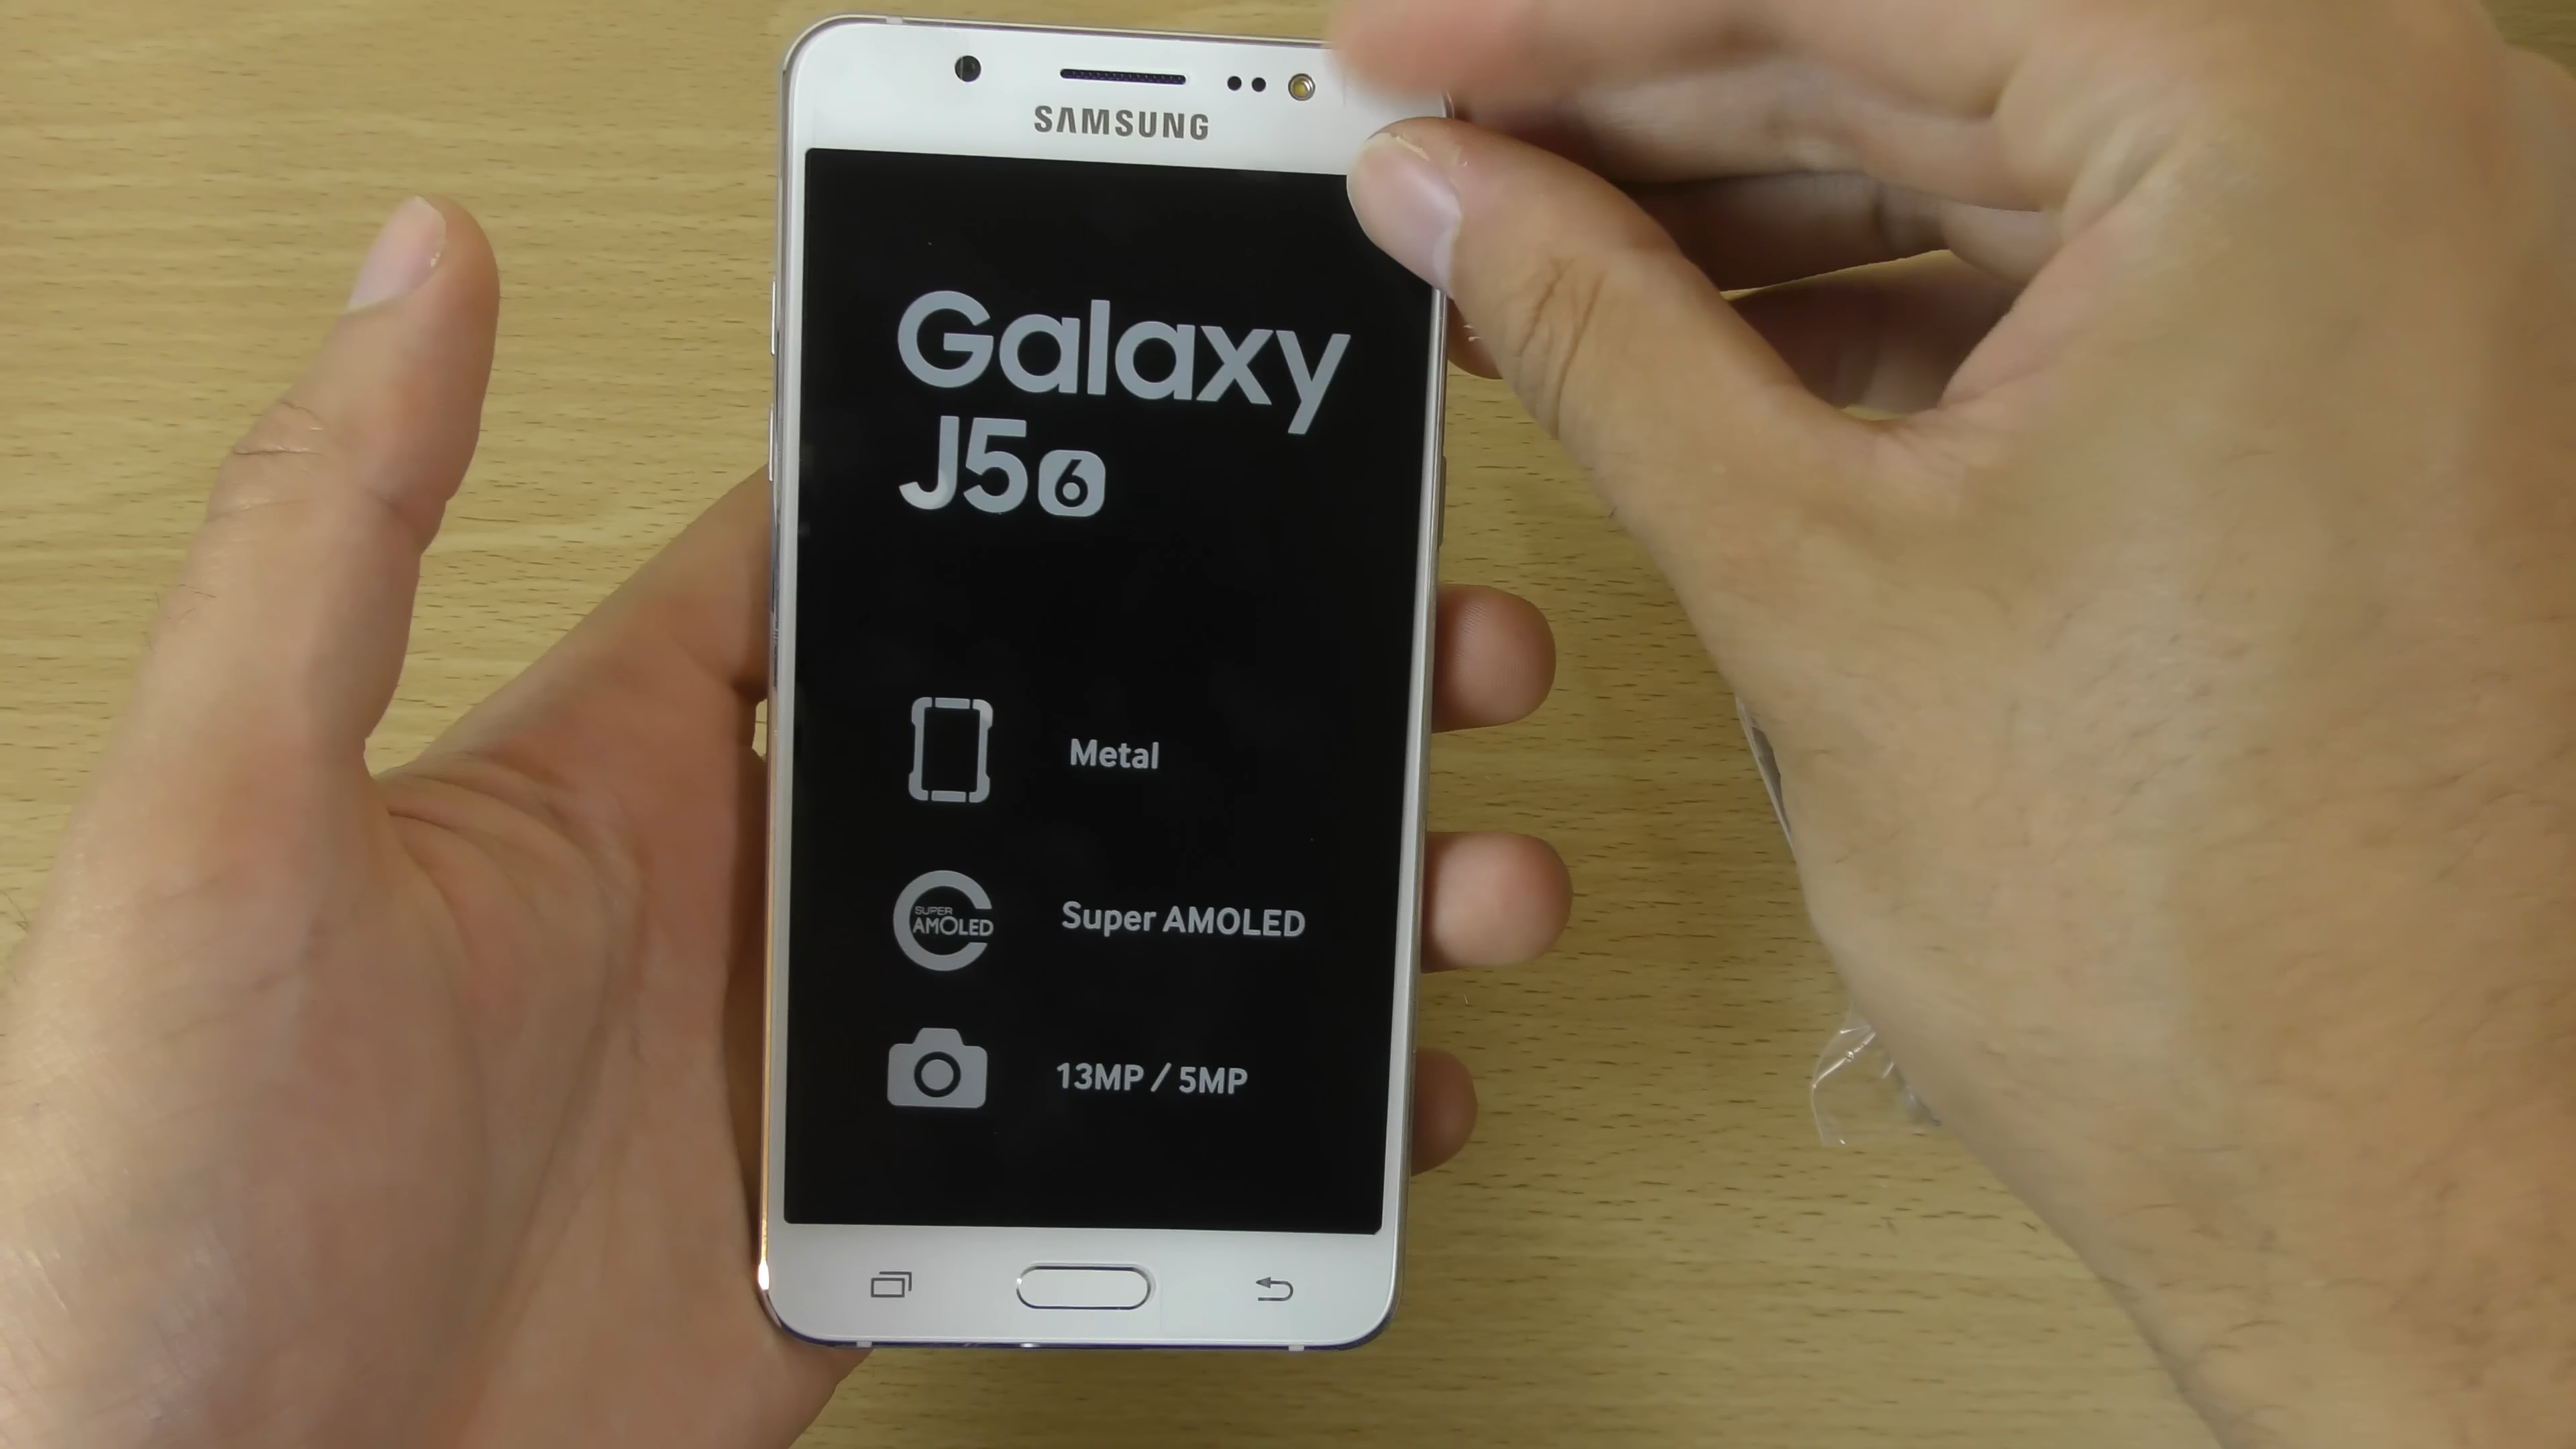 SAMSUNG
Galaxy
J5 6
Metal
SUPER
AMOLED
Super AMOLED
13MP / 5MP